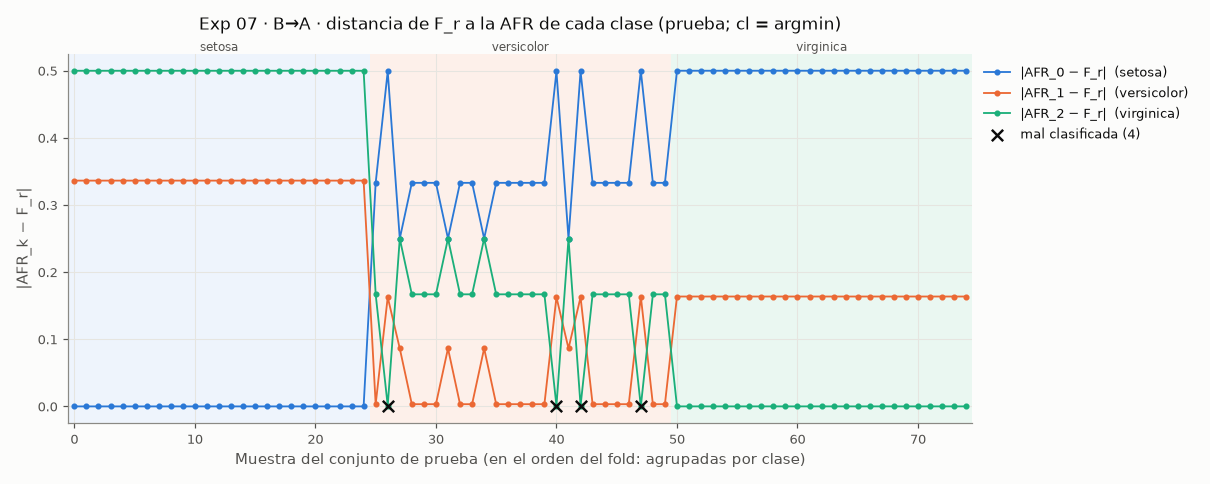 Exp 07 · B→A · distancia de F_r a la AFR de cada clase (prueba; cl = argmin)
setosa
versicolor
virginica
|AFR_0 − F_r| (setosa)
|AFR_1 − F_r| (versicolor)
|AFR_2 − F_r| (virginica)
mal clasificada (4)
|AFR_k − F_r|
0.5
0.4
0.3
0.2
0.1
0.0
0 10 20 30 40 50 60 70
Muestra del conjunto de prueba (en el orden del fold: agrupadas por clase)